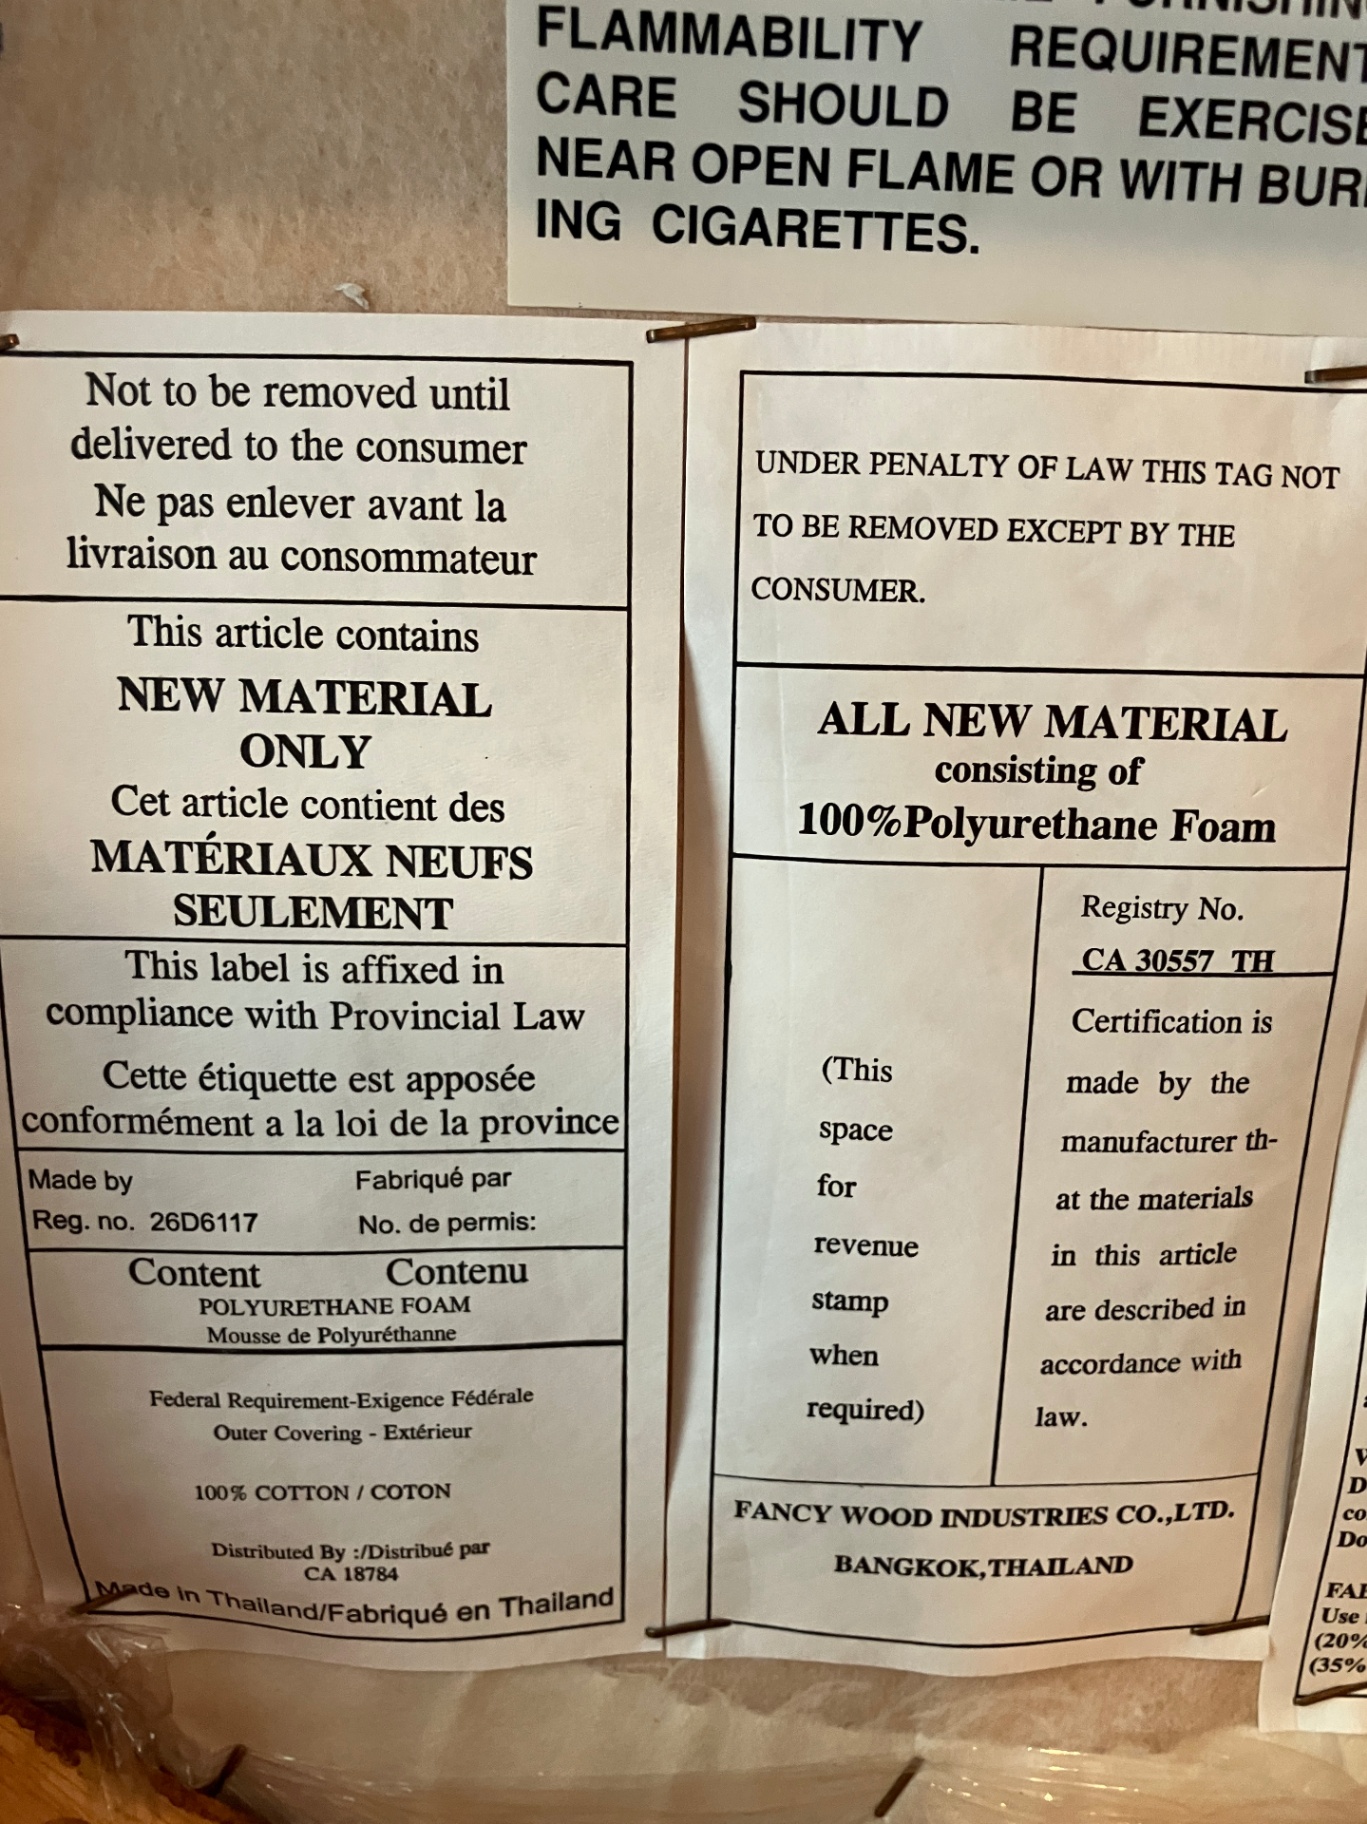 FLAMMABILITY REQUIREMENT
CARE SHOULD BE EXERCISE
NEAR OPEN FLAME OR WITH BUR
ING CIGARETTES.
Not to be removed until
delivered to the consumer
Ne pas enlever avant la
livraison au consommateur
This article contains
NEW MATERIAL
ONLY
Cet article contient des
MATÉRIAUX NEUFS
SEULEMENT
This label is affixed in
compliance with Provincial Law
Cette étiquette est apposée
conformément a la loi de la province
Made by Fabriqué par
Reg. no. 26D6117 No. de permis:
Content Contenu
POLYURETHANE FOAM
Mousse de Polyuréthanne
Federal Requirement-Exigence Fédérale
Outer Covering - Extérieur
100% COTTON / COTON
Distributed By :/Distribué par
CA 18784
Made in Thailand/Fabriqué en Thailand
UNDER PENALTY OF LAW THIS TAG NOT
TO BE REMOVED EXCEPT BY THE
CONSUMER.
ALL NEW MATERIAL
consisting of
100%Polyurethane Foam
(This
space
for
revenue
stamp
when
required)
Registry No.
CA 30557 TH
Certification is
made by the
manufacturer th-
at the materials
in this article
are described in
accordance with
law.
FANCY WOOD INDUSTRIES CO.,LTD.
BANGKOK,THAILAND
co
Do
Use
(20%
(35%